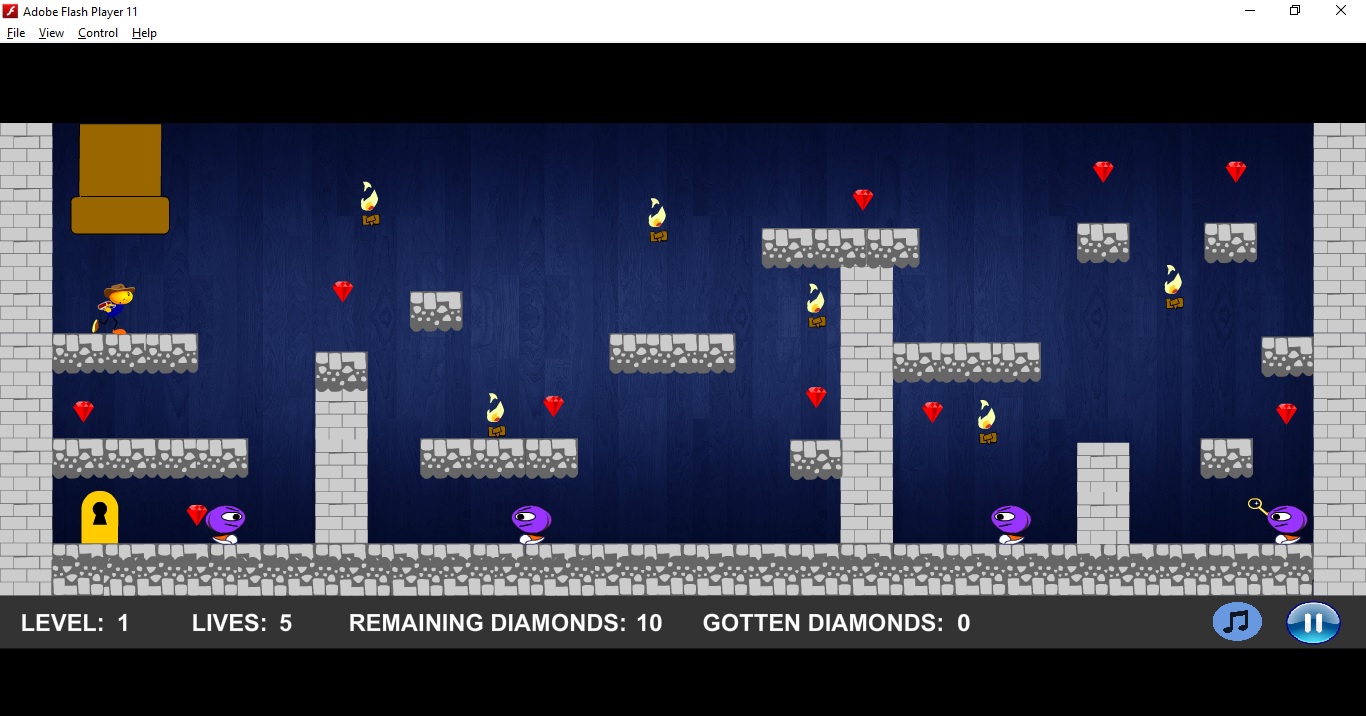 Adobe Flash Player 11
File View Control Help
LEVEL: 1 LIVES: 5 REMAINING DIAMONDS: 10 GOTTEN DIAMONDS: 0